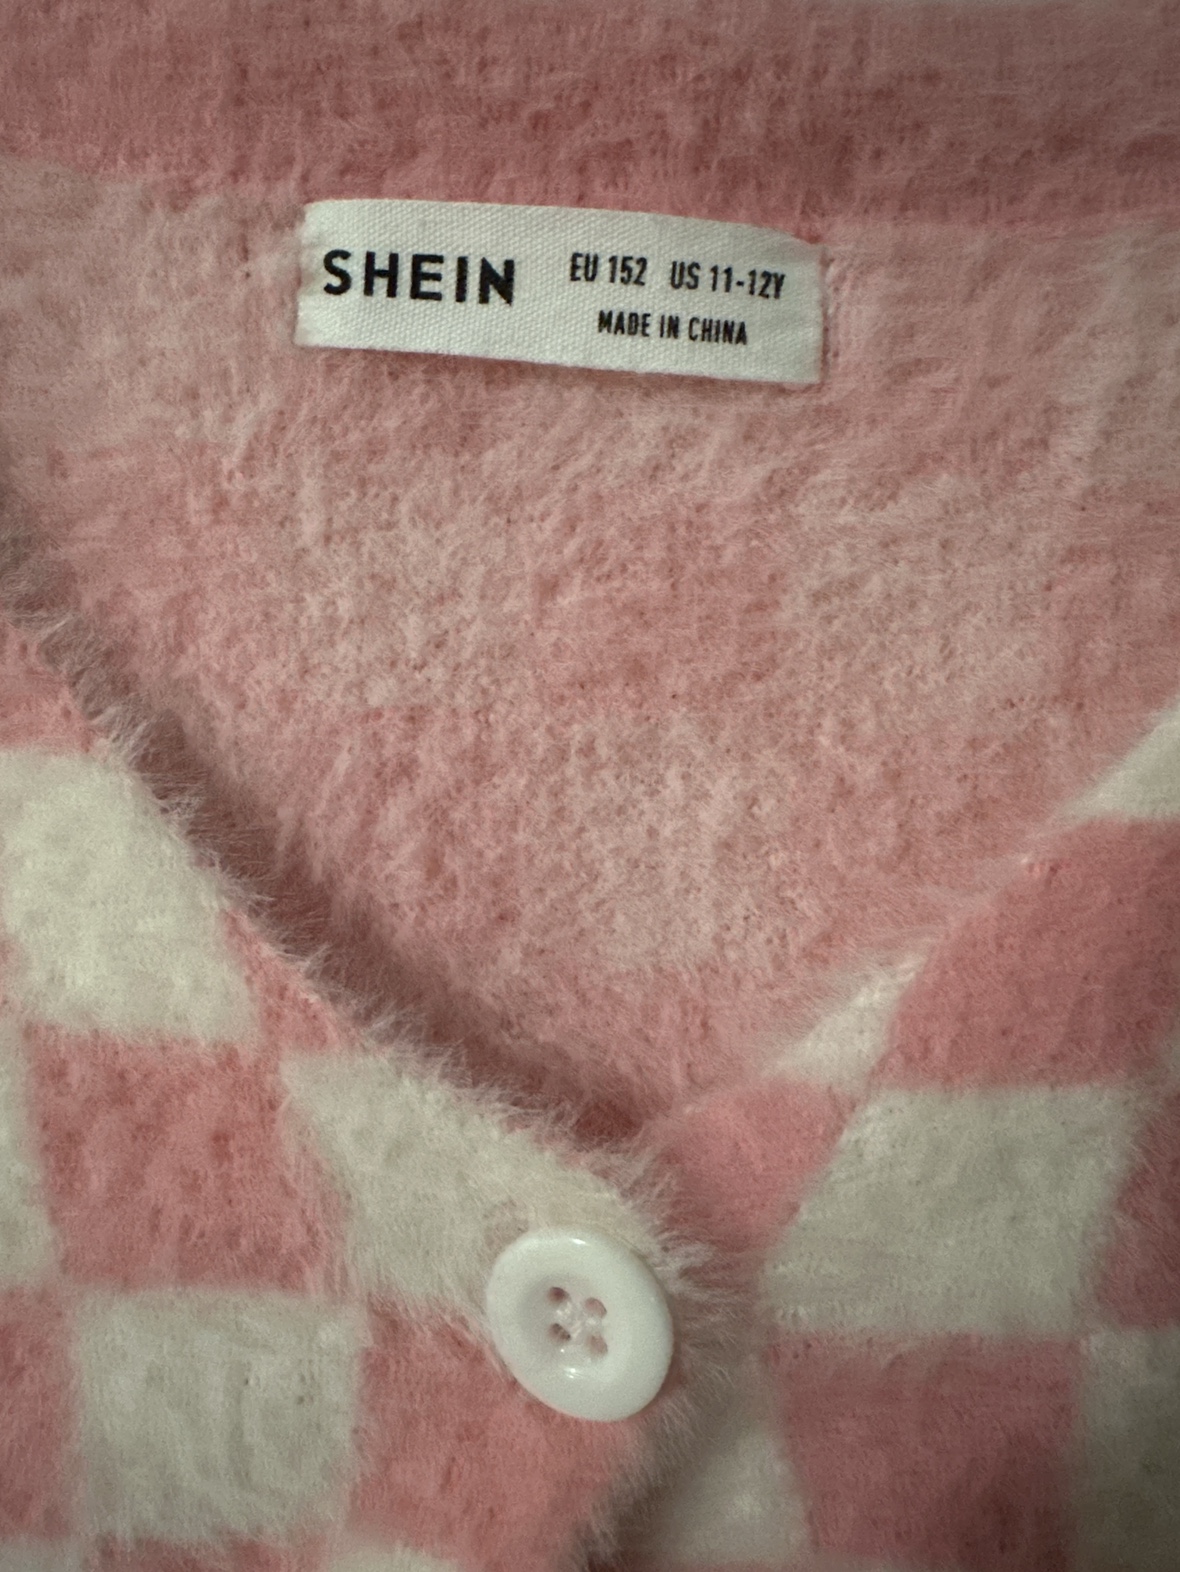 SHEIN EU 152 US 11-12Y
MADE IN CHINA